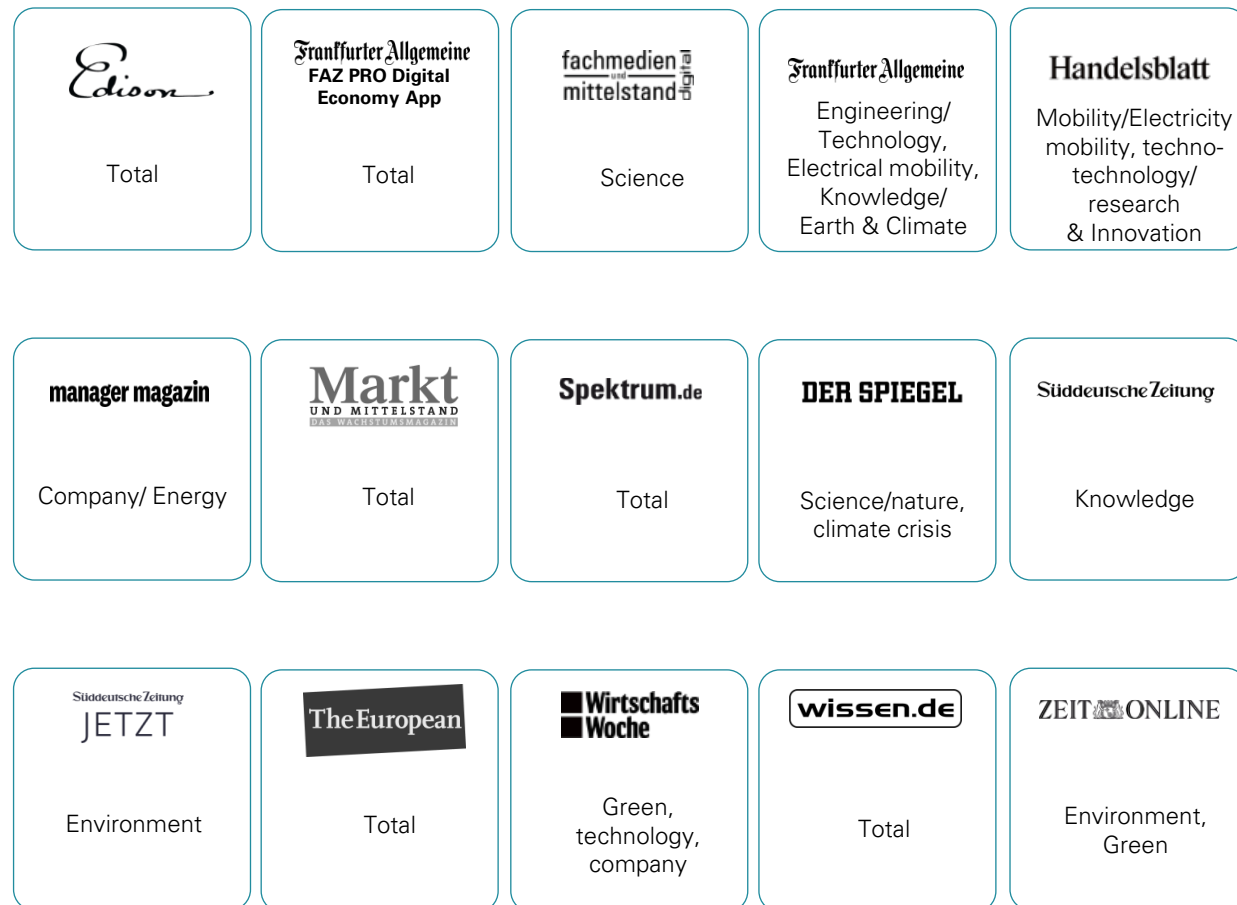 Edison
Total
Frankfurter Allgemeine
FAZ PRO Digital
Economy App
Total
fachmedien
und
mittelstand
digital
Science
Frankfurter Allgemeine
Engineering/
Technology,
Electrical mobility,
Knowledge/
Earth & Climate
Handelsblatt
Mobility/Electricity
mobility, techno-
technology/
research
& Innovation
manager magazin
Company/ Energy
Markt
UND MITTELSTAND
DAS WACHSTUMSMAGAZIN
Total
Spektrum.de
Total
DER SPIEGEL
Science/nature,
climate crisis
Süddeutsche Zeitung
Knowledge
Süddeutsche Zeitung
JETZT
Environment
The European
Total
Wirtschafts
Woche
Green,
technology,
company
wissen.de
Total
ZEIT ONLINE
Environment,
Green